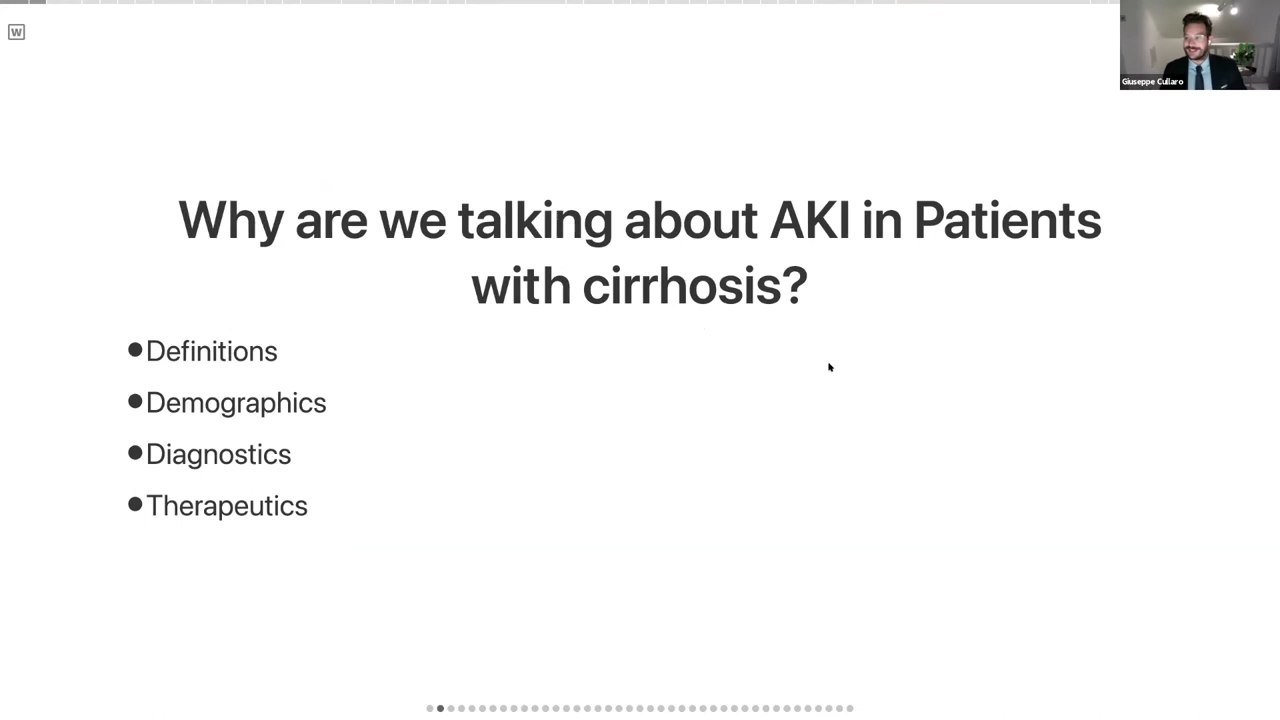 W
Giuseppe Cullaro
Why are we talking about AKI in Patients
with cirrhosis?
●Definitions
●Demographics
●Diagnostics
●Therapeutics